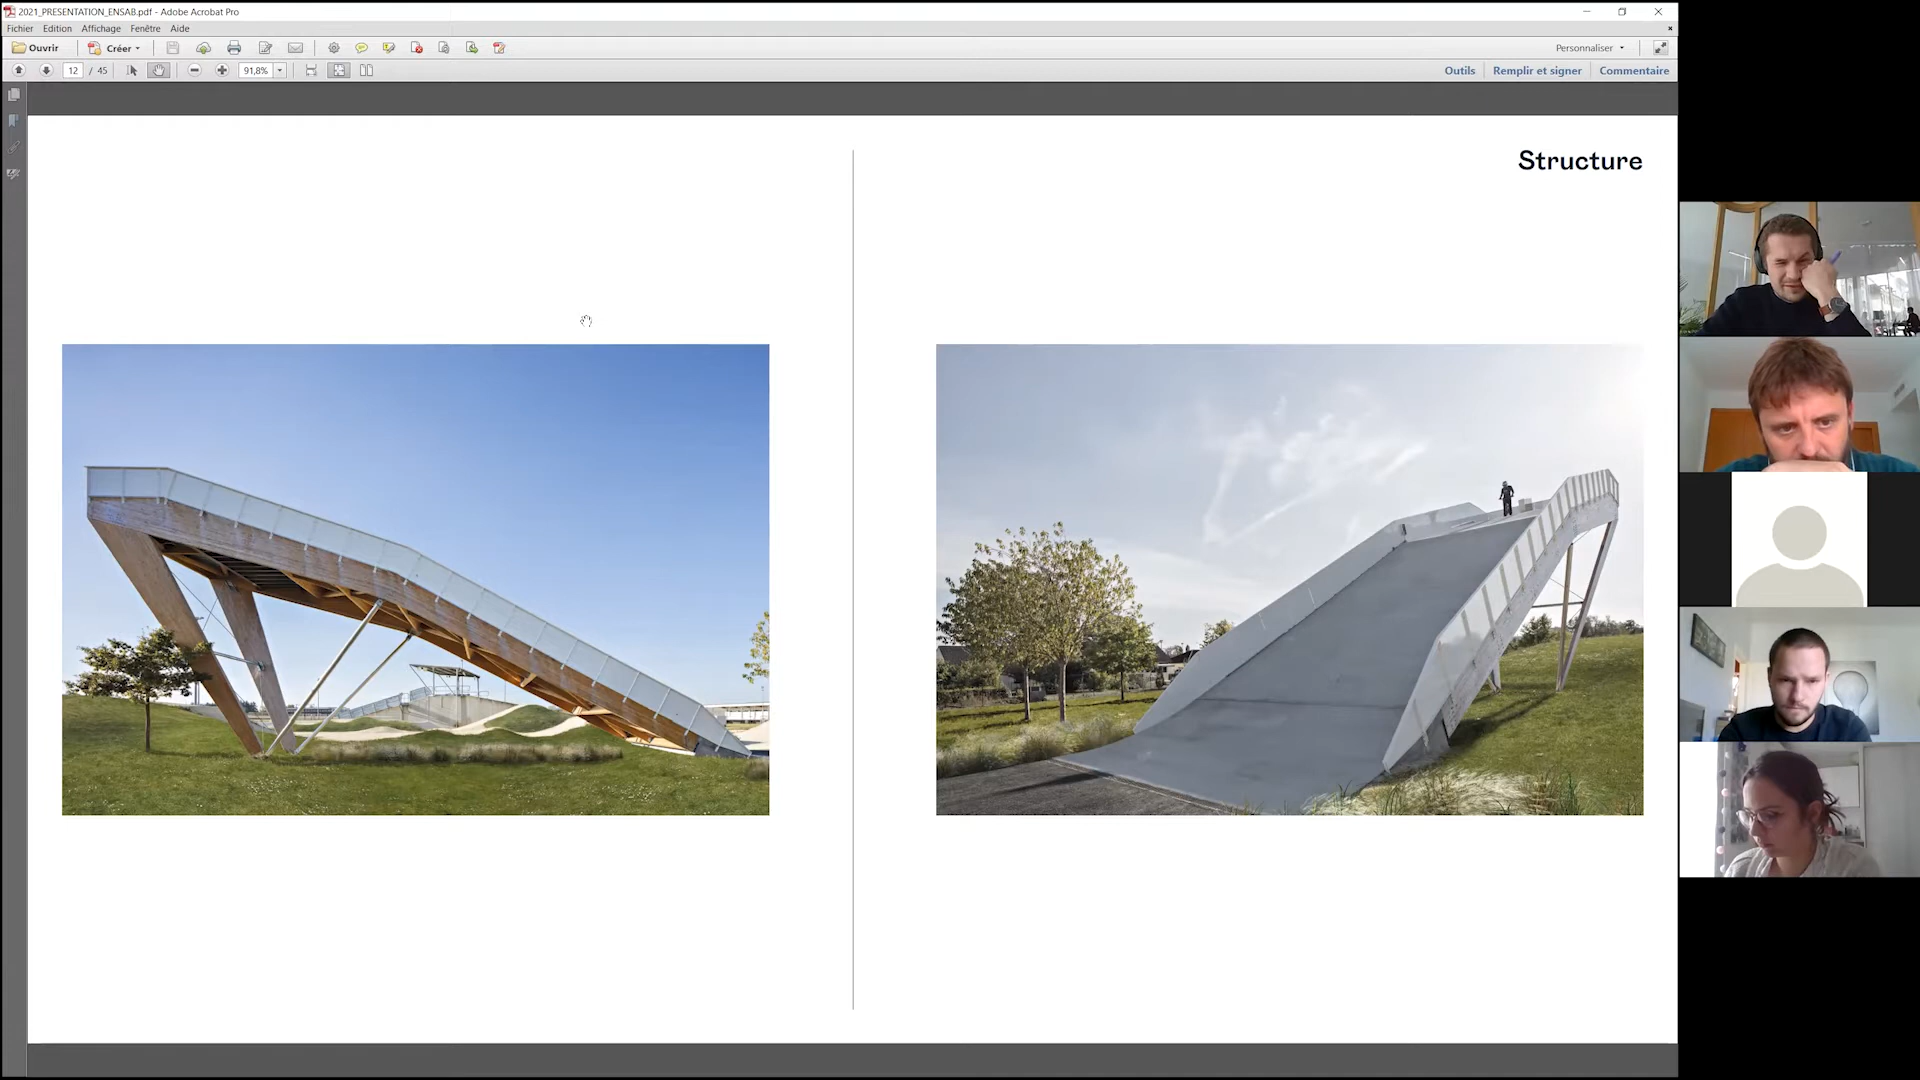 2021_PRESENTATION_ENSAB.pdf - Adobe Acrobat Pro
Fichier Edition Affichage Fenêtre Aide
Ouvrir Créer Personnaliser
12 / 45 91,8% Outils Remplir et signer Commentaire
Structure